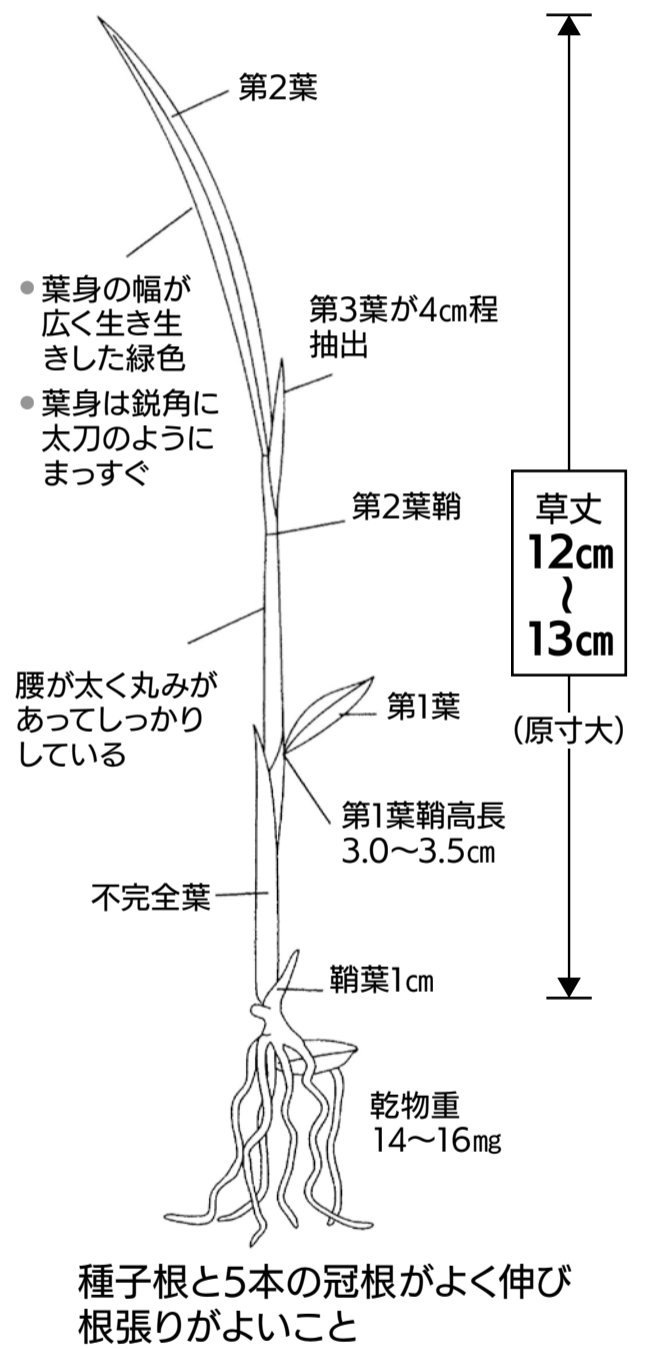 第2葉
● 葉身の幅が
広く生き生
きした緑色
● 葉身は鋭角に
太刀のように
まっすぐ
第3葉が4㎝程
抽出
第2葉鞘
草丈
12㎝
〜
13㎝
（原寸大）
腰が太く丸みが
あってしっかり
している
第1葉
第1葉鞘高長
3.0〜3.5㎝
不完全葉
鞘葉1㎝
乾物重
14〜16㎎
種子根と5本の冠根がよく伸び
根張りがよいこと